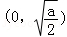 (0, √(a/2))